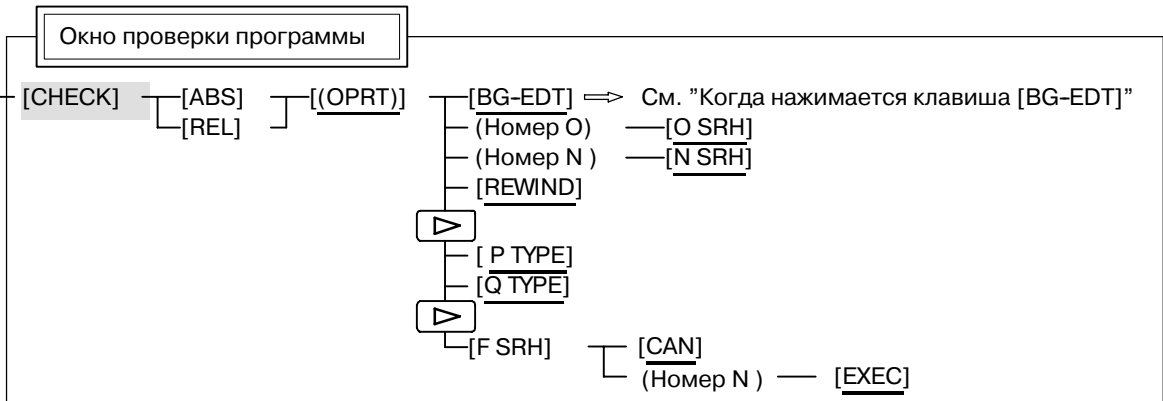 Окно проверки программы
[CHECK] [ABS] [(OPRT)] [BG-EDT] См. "Когда нажимается клавиша [BG-EDT]"
[REL] (Номер O) [O SRH]
(Номер N ) [N SRH]
[REWIND]
[ P TYPE]
[Q TYPE]
[F SRH] [CAN]
(Номер N ) [EXEC]